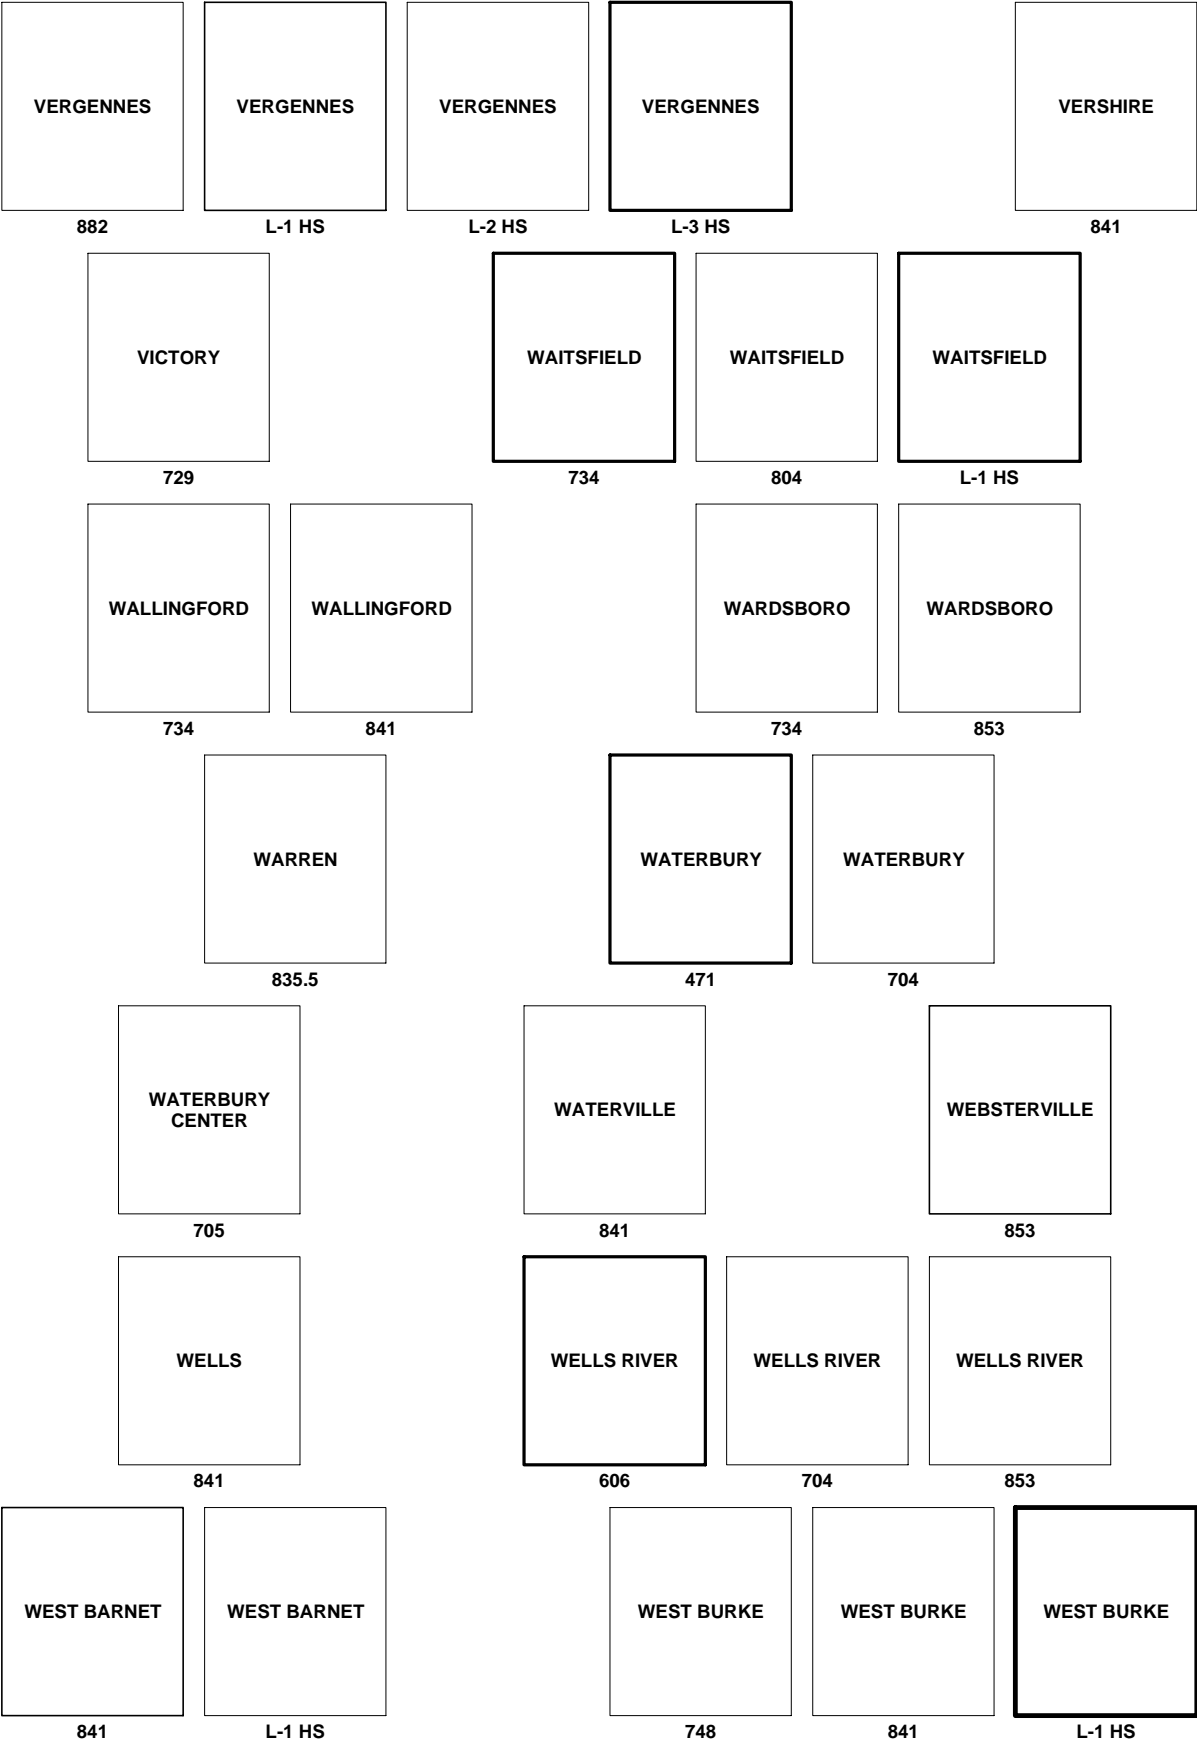 VERGENNES VERGENNES VERGENNES VERGENNES VERSHIRE
882 L-1 HS L-2 HS L-3 HS 841
VICTORY WAITSFIELD WAITSFIELD WAITSFIELD
729 734 804 L-1 HS
WALLINGFORD WALLINGFORD WARDSBORO WARDSBORO
734 841 734 853
WARREN WATERBURY WATERBURY
835.5 471 704
WATERBURY
CENTER
WATERVILLE WEBSTERVILLE
705 841 853
WELLS WELLS RIVER WELLS RIVER WELLS RIVER
841 606 704 853
WEST BARNET WEST BARNET WEST BURKE WEST BURKE WEST BURKE
841 L-1 HS 748 841 L-1 HS